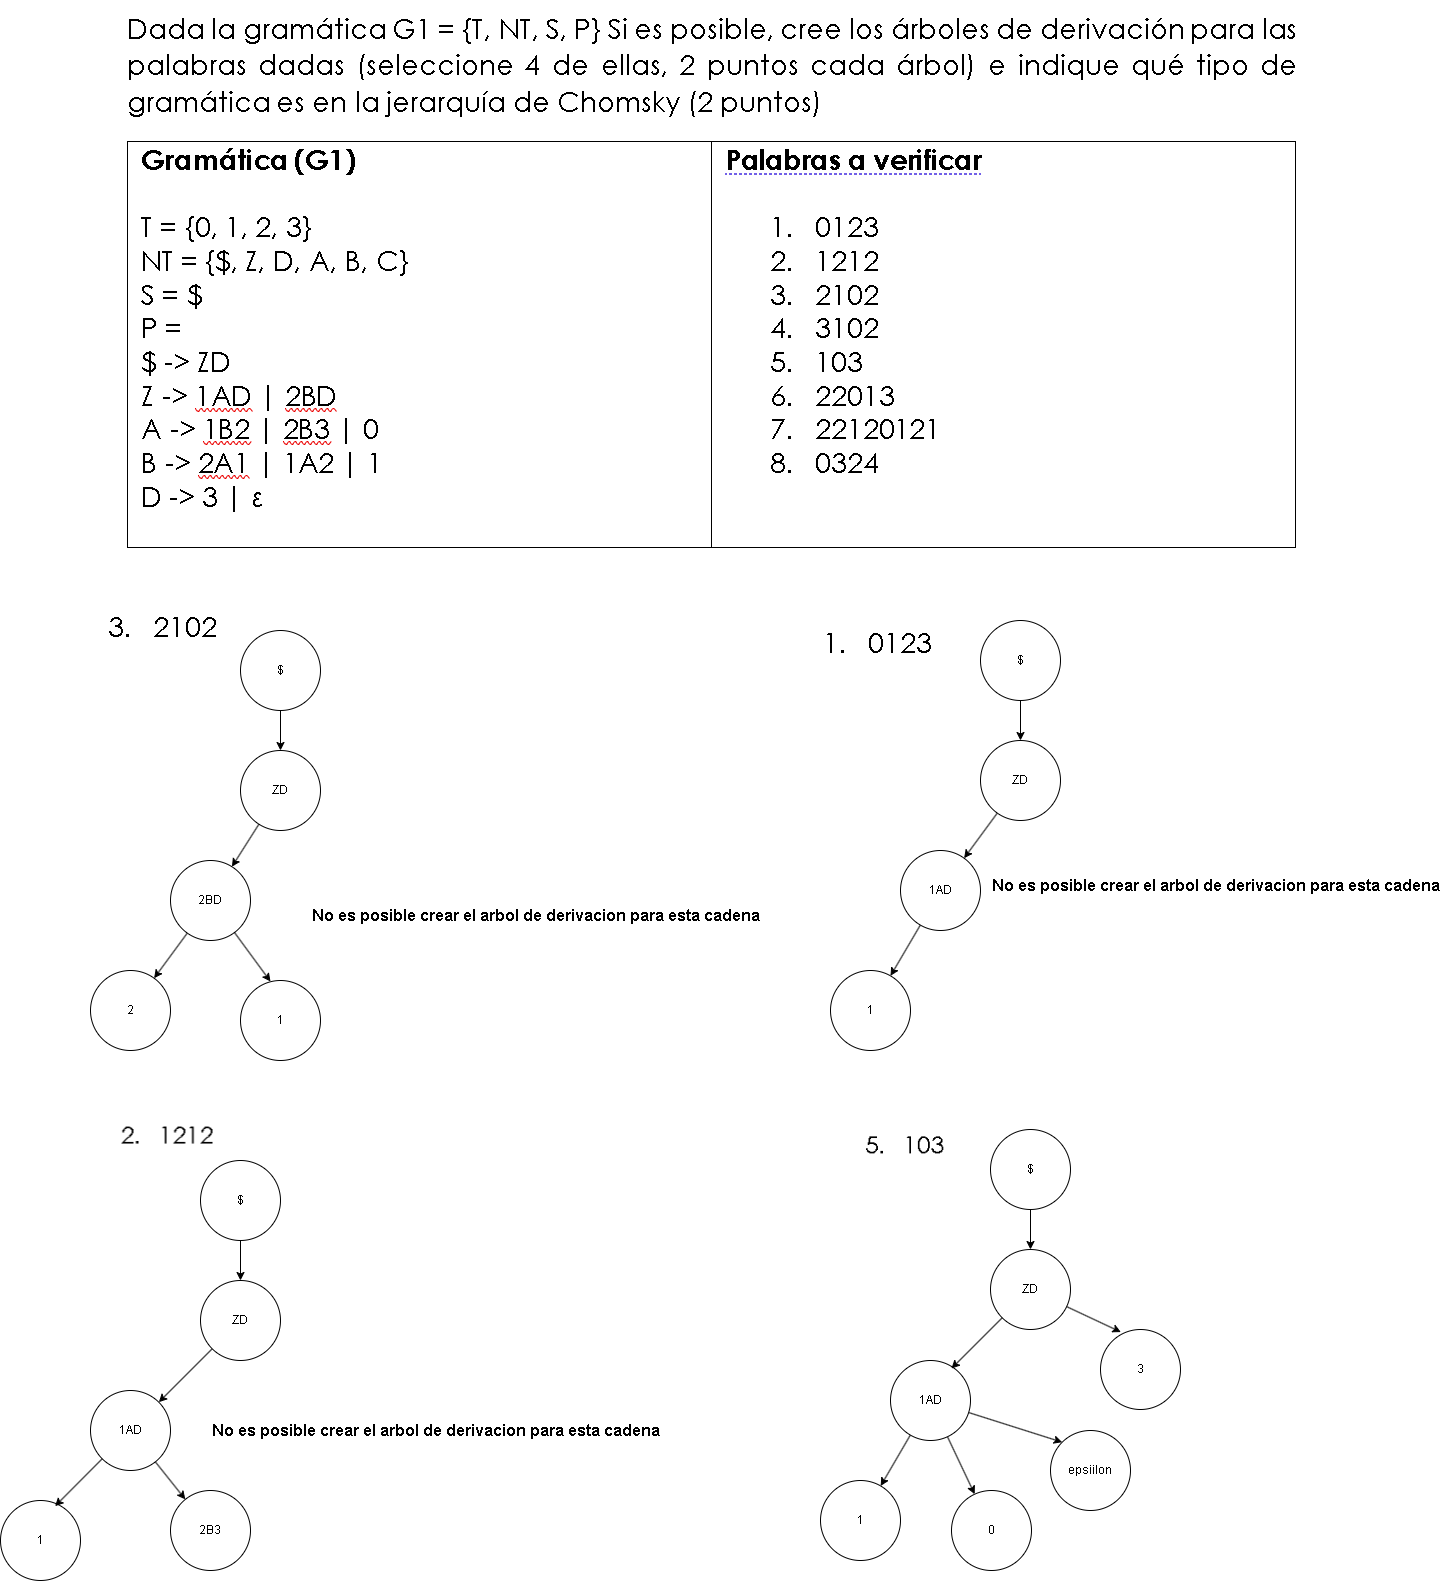 Dada la gramática G1 = {T, NT, S, P} Si es posible, cree los árboles de derivación para las
palabras dadas (seleccione 4 de ellas, 2 puntos cada árbol) e indique qué tipo de
gramática es en la jerarquía de Chomsky (2 puntos)
Gramática (G1)
T = {0, 1, 2, 3}
NT = {$, Z, D, A, B, C}
S = $
P =
$ -> ZD
Z -> 1AD | 2BD
A -> 1B2 | 2B3 | 0
B -> 2A1 | 1A2 | 1
D -> 3 | ε
Palabras a verificar
1. 0123
2. 1212
3. 2102
4. 3102
5. 103
6. 22013
7. 22120121
8. 0324
3. 2102
$
ZD
2BD
No es posible crear el arbol de derivacion para esta cadena
2
1
1. 0123
$
ZD
1AD
No es posible crear el arbol de derivacion para esta cadena
1
2. 1212
$
ZD
1AD
No es posible crear el arbol de derivacion para esta cadena
1
2B3
5. 103
$
ZD
3
1AD
epsiilon
1
0